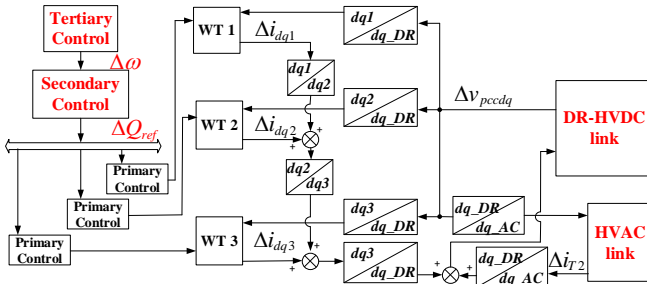 Tertiary
Control
Δω
Secondary
Control
ΔQref
Primary
Control
Primary
Control
Primary
Control
WT 1
Δidq1
dq1
dq_DR
dq1
dq2
WT 2
Δidq2
+
+
dq2
dq_DR
Δvpccdq
DR-HVDC
link
dq2
dq3
WT 3
Δidq3
+
+
dq3
dq_DR
dq3
dq_DR
+
+
dq_DR
dq_AC
dq_DR
dq_AC
ΔiT2
HVAC
link